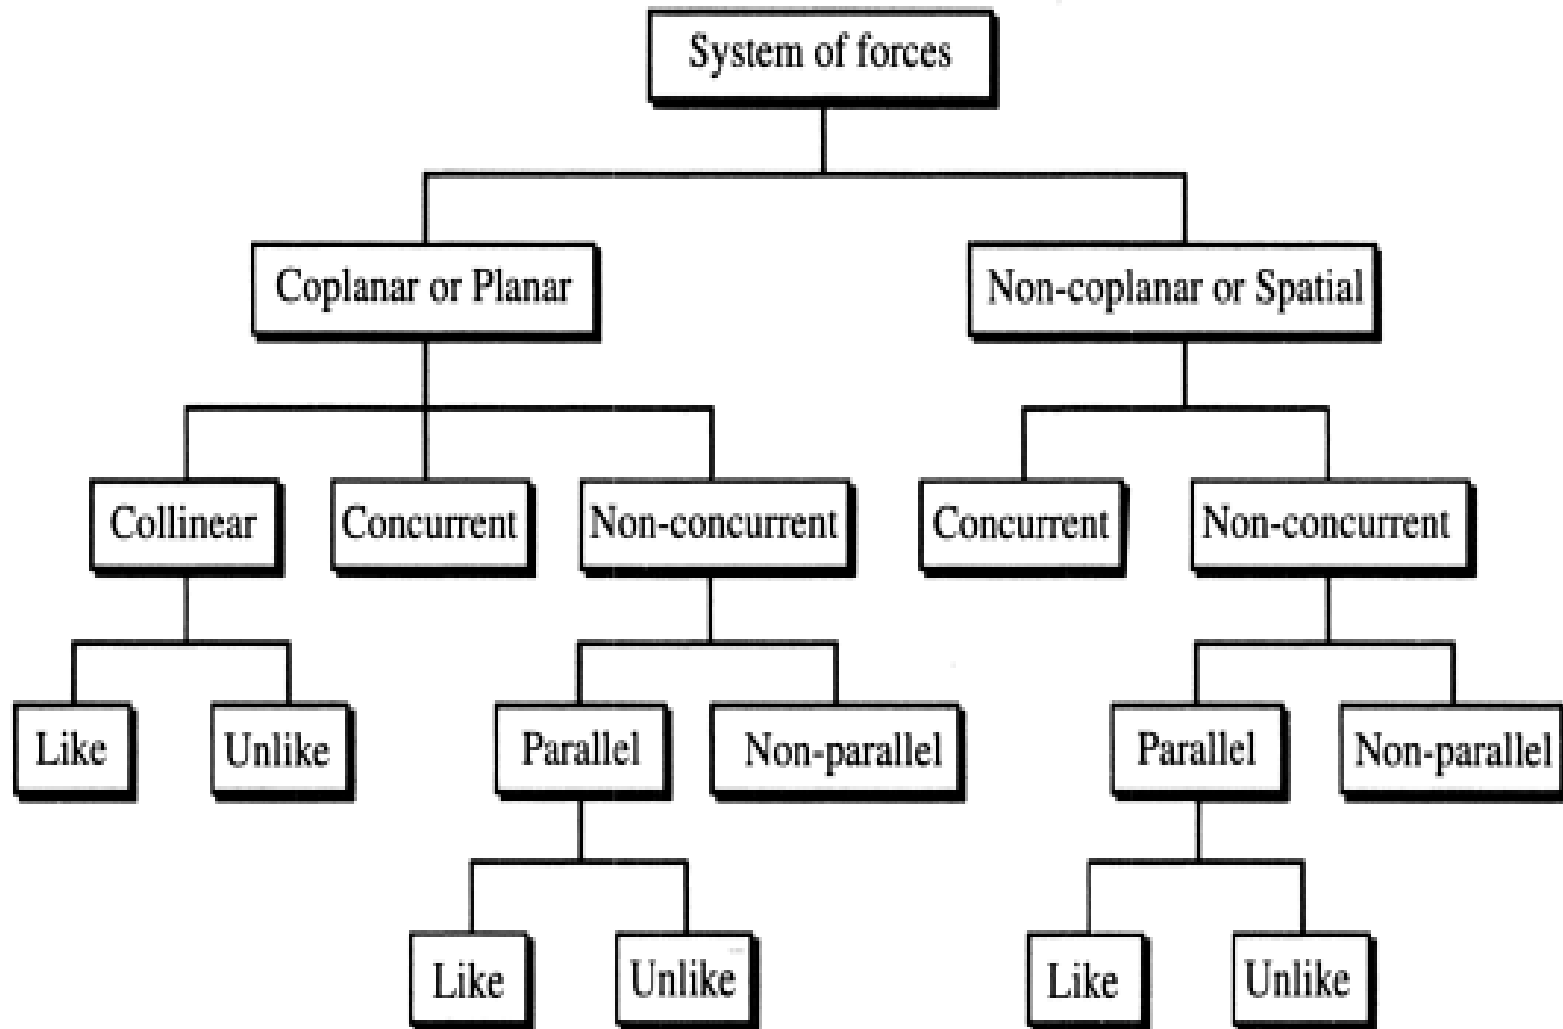 System of forces
Coplanar or Planar
Non-coplanar or Spatial
Collinear
Concurrent
Non-concurrent
Concurrent
Non-concurrent
Like
Unlike
Parallel
Non-parallel
Parallel
Non-parallel
Like
Unlike
Like
Unlike